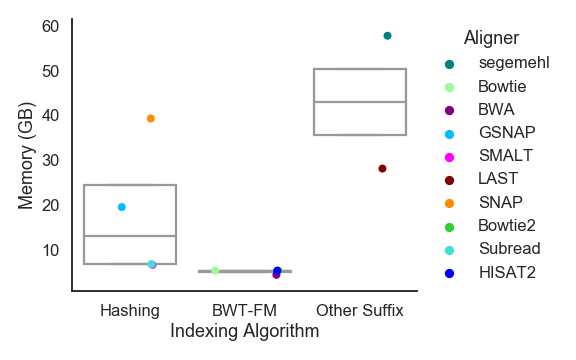 Memory (GB)
60
50
40
30
20
10
Hashing
BWT-FM
Other Suffix
Indexing Algorithm
Aligner
segemehl
Bowtie
BWA
GSNAP
SMALT
LAST
SNAP
Bowtie2
Subread
HISAT2